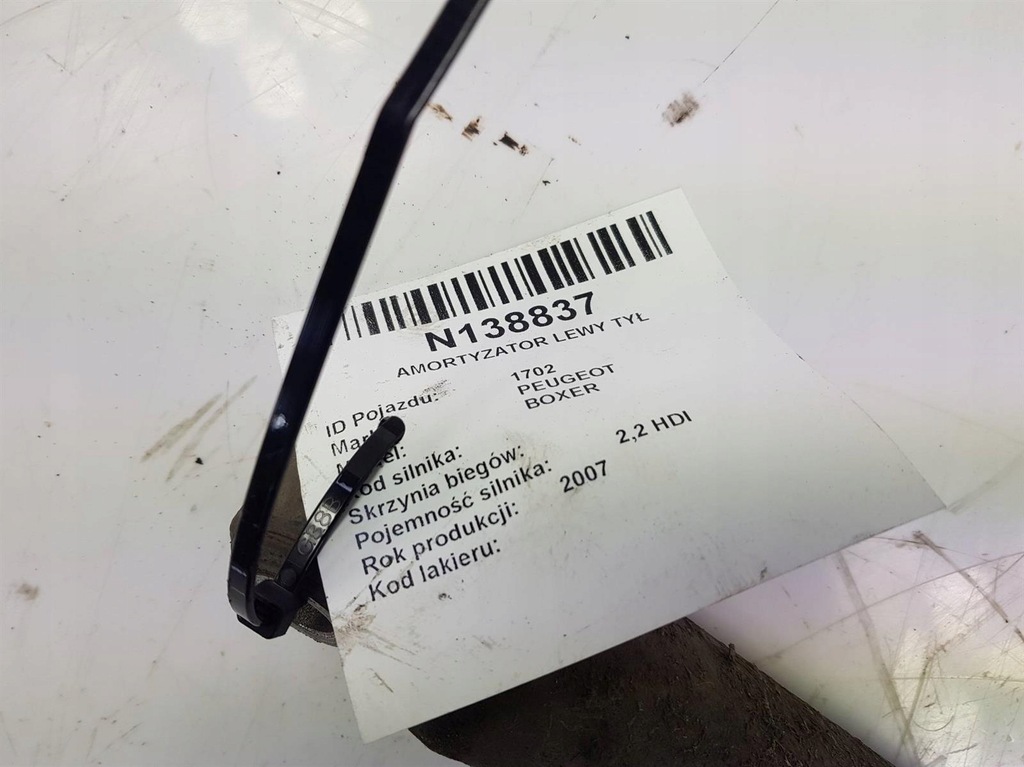 N138837
AMORTYZATOR LEWY TYŁ
ID Pojazdu: 1702
PEUGEOT
BOXER
silnika:
Skrzynia biegów:
Pojemność silnika: 2,2 HDI
Rok produkcji: 2007
Kod lakieru: